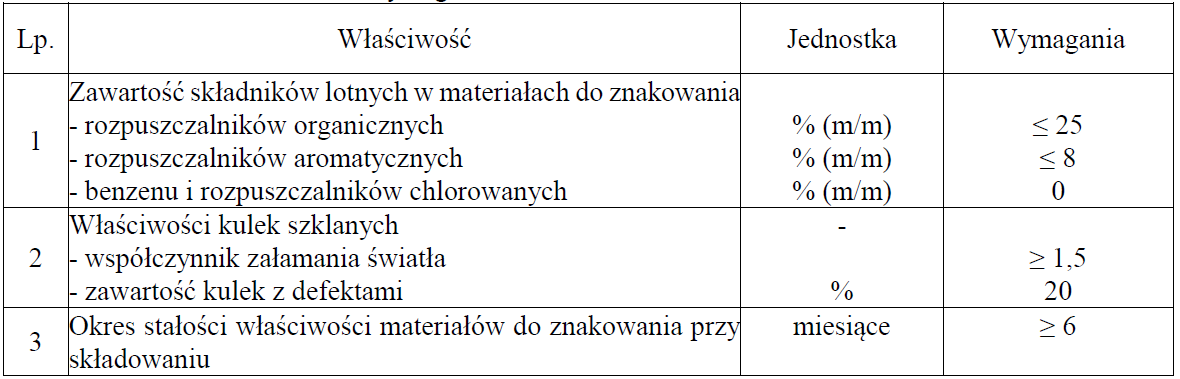 Lp. Właściwość Jednostka Wymagania
Zawartość składników lotnych w materiałach do znakowania
- rozpuszczalników organicznych % (m/m) ≤ 25
1
- rozpuszczalników aromatycznych % (m/m) ≤ 8
- benzenu i rozpuszczalników chlorowanych % (m/m) 0
Właściwości kulek szklanych -
2 - współczynnik załamania światła ≥ 1,5
- zawartość kulek z defektami % 20
Okres stałości właściwości materiałów do znakowania przy miesiące ≥ 6
3
składowaniu